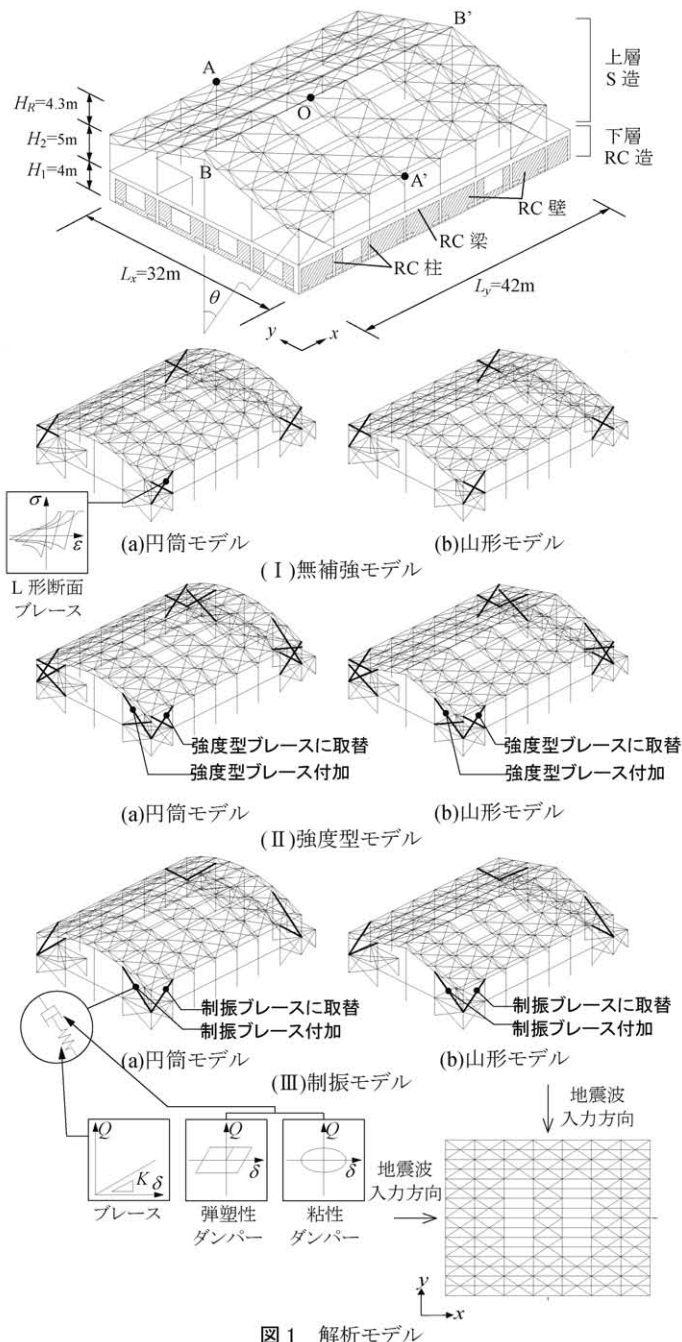 B'
A
O
B
A'
H_R=4.3m
H_2=5m
H_1=4m
上層
S 造
下層
RC 造
RC 壁
RC 梁
RC 柱
L_x=32m
L_y=42m
θ
y
x
σ
ε
L 形断面
ブレース
(a)円筒モデル
(b)山形モデル
(Ⅰ)無補強モデル
強度型ブレースに取替
強度型ブレース付加
強度型ブレースに取替
強度型ブレース付加
(a)円筒モデル
(b)山形モデル
(Ⅱ)強度型モデル
制振ブレースに取替
制振ブレース付加
制振ブレースに取替
制振ブレース付加
(a)円筒モデル
(b)山形モデル
(Ⅲ)制振モデル
Q
K
δ
ブレース
Q
δ
弾塑性
ダンパー
Q
δ
粘性
ダンパー
地震波
入力方向
地震波
入力方向
y
x
図1 解析モデル